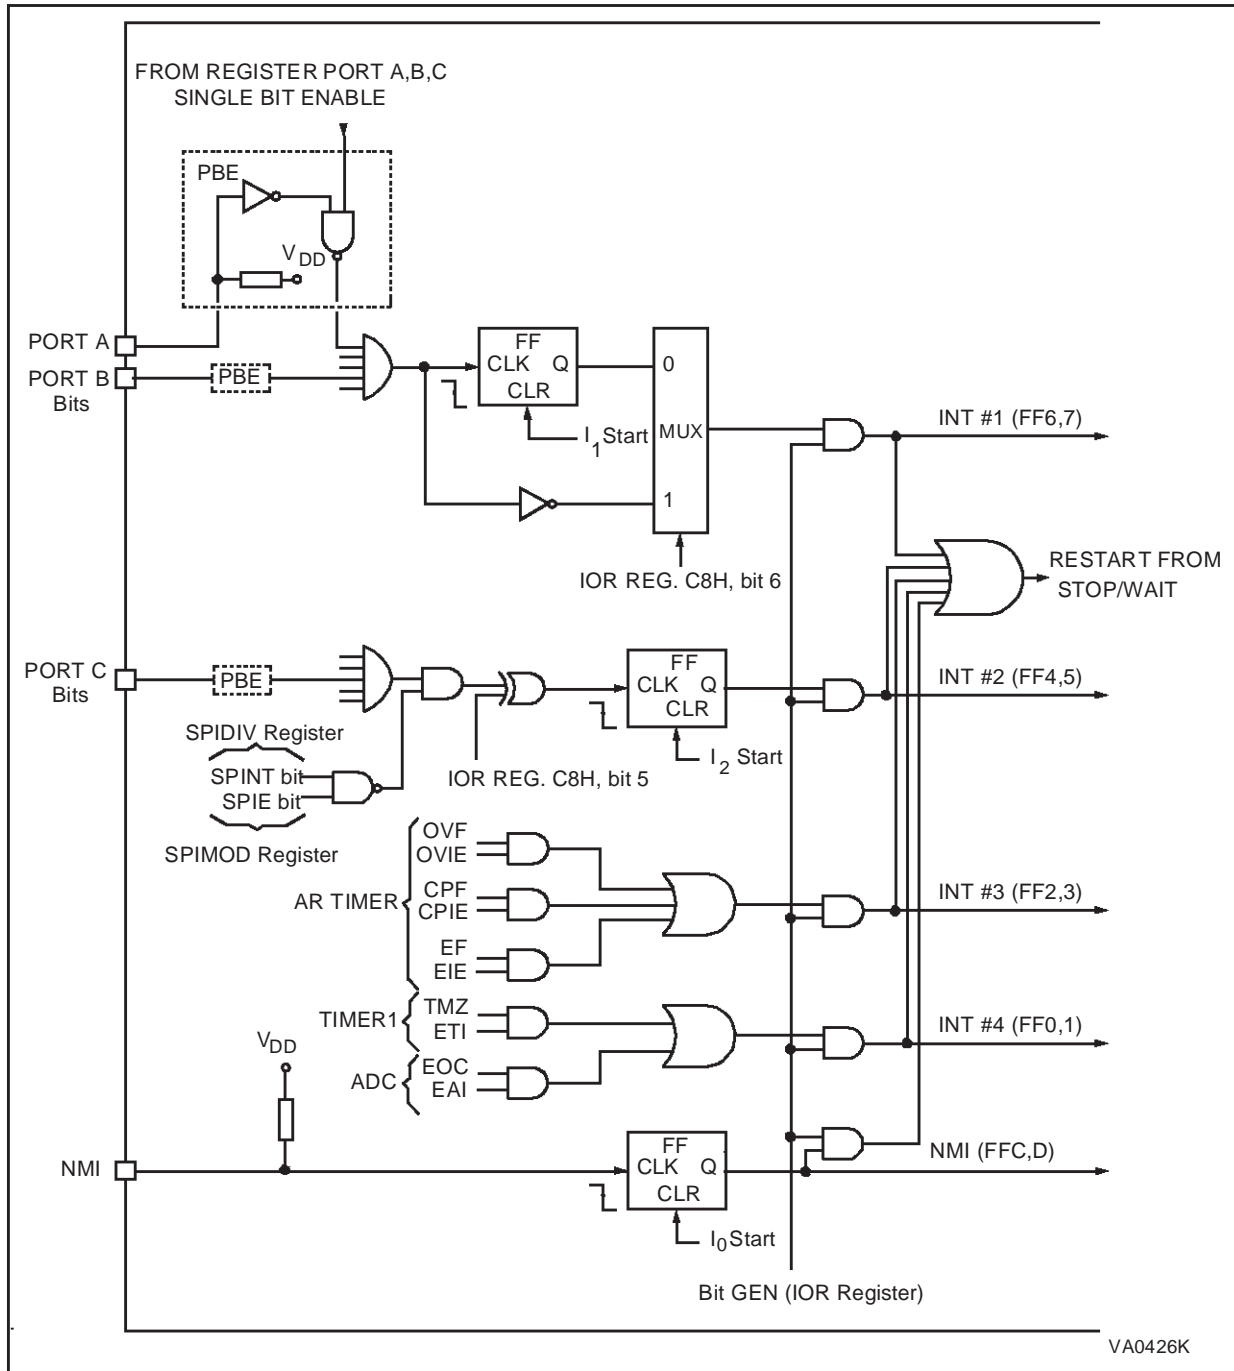 FROM REGISTER PORT A,B,C
SINGLE BIT ENABLE
PBE
VDD
PORT A
PORT B
Bits
PBE
FF
CLK Q
CLR
I1 Start
0
MUX
1
IOR REG. C8H, bit 6
INT #1 (FF6,7)
RESTART FROM
STOP/WAIT
PORT C
Bits
PBE
SPIDIV Register
SPINT bit
SPIE bit
SPIMOD Register
IOR REG. C8H, bit 5
FF
CLK Q
CLR
I2 Start
INT #2 (FF4,5)
AR TIMER
OVF
OVIE
CPF
CPIE
EF
EIE
INT #3 (FF2,3)
TIMER1
TMZ
ETI
ADC
EOC
EAI
INT #4 (FF0,1)
VDD
NMI
FF
CLK Q
CLR
I0 Start
NMI (FFC,D)
Bit GEN (IOR Register)
VA0426K